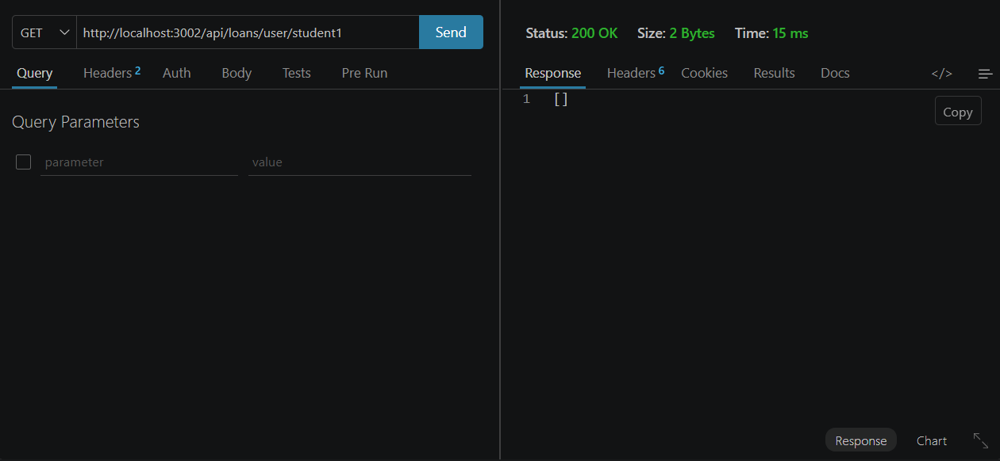 GET http://localhost:3002/api/loans/user/student1 Send
Query Headers 2 Auth Body Tests Pre Run
Query Parameters
parameter value
Status: 200 OK Size: 2 Bytes Time: 15 ms
Response Headers 6 Cookies Results Docs </>
1 []
Copy
Response Chart